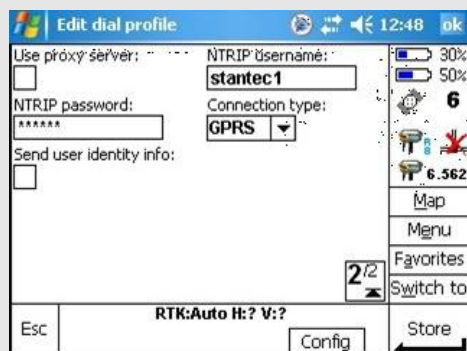 Edit dial profile 12:48 ok
Use proxy server: NTRIP username:
stantec1
NTRIP password: Connection type:
****** GPRS
Send user identity info:
30%
50%
6
6.562
Map
Menu
Favorites
Switch to
2/2
RTK:Auto H:? V:?
Esc Config Store